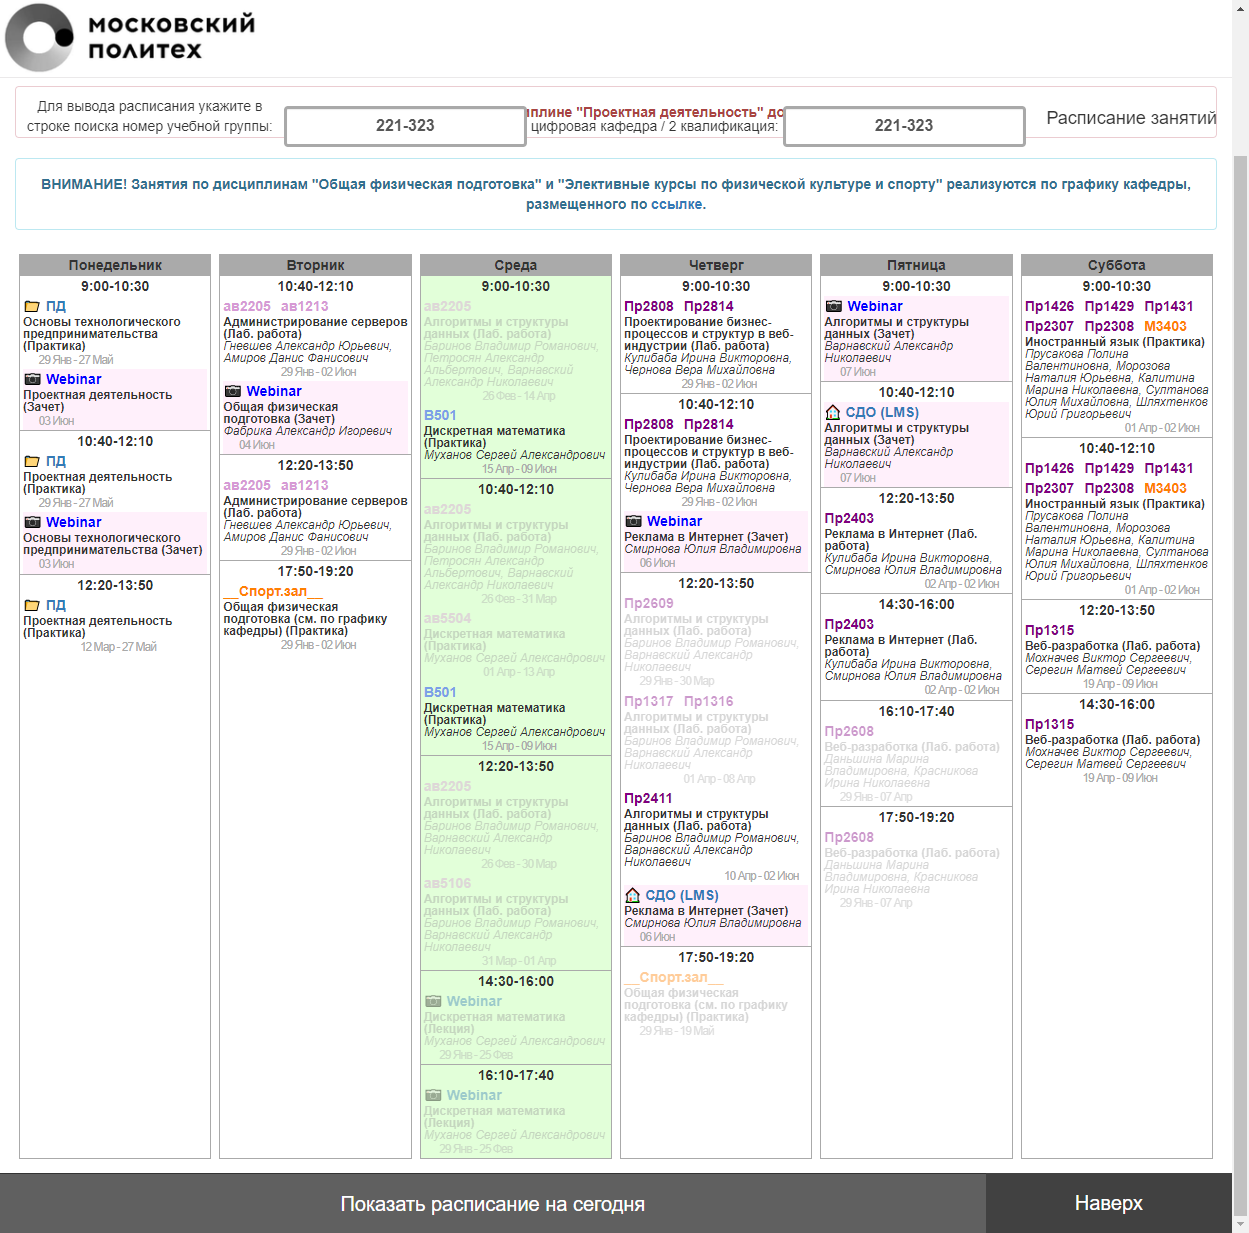 МОСКОВСКИЙ
ПОЛИТЕХ
Для вывода расписания укажите в
строке поиска номер учебной группы:
221-323
плине "Проектная деятельность" до
цифровая кафедра / 2 квалификация:
221-323
Расписание занятий
ВНИМАНИЕ! Занятия по дисциплинам "Общая физическая подготовка" и "Элективные курсы по физической культуре и спорту" реализуются по графику кафедры,
размещенного по ссылке.
Понедельник
9:00-10:30
ПД
Основы технологического
предпринимательства
(Практика)
29 Янв - 27 Май
Webinar
Проектная деятельность
(Зачет)
03 Июн
10:40-12:10
ПД
Проектная деятельность
(Практика)
29 Янв - 27 Май
Webinar
Основы технологического
предпринимательства (Зачет)
03 Июн
12:20-13:50
ПД
Проектная деятельность
(Практика)
12 Мар - 27 Май
Вторник
10:40-12:10
ав2205 ав1213
Администрирование серверов
(Лаб. работа)
Гневшев Александр Юрьевич,
Амиров Данис Фанисович
29 Янв - 02 Июн
Webinar
Общая физическая
подготовка (Зачет)
Фабрика Александр Игоревич
04 Июн
12:20-13:50
ав2205 ав1213
Администрирование серверов
(Лаб. работа)
Гневшев Александр Юрьевич,
Амиров Данис Фанисович
29 Янв - 02 Июн
17:50-19:20
__Спорт.зал__
Общая физическая
подготовка (см. по графику
кафедры) (Практика)
29 Янв - 02 Июн
Среда
9:00-10:30
ав2205
Алгоритмы и структуры
данных (Лаб. работа)
Баринов Владимир Романович,
Петросян Александр
Альбертович, Варнавский
Александр Николаевич
26 Фев - 14 Апр
В501
Дискретная математика
(Практика)
Муханов Сергей Александрович
15 Апр - 09 Июн
10:40-12:10
ав2205
Алгоритмы и структуры
данных (Лаб. работа)
Баринов Владимир Романович,
Петросян Александр
Альбертович, Варнавский
Александр Николаевич
26 Фев - 31 Мар
ав5504
Дискретная математика
(Практика)
Муханов Сергей Александрович
01 Апр - 13 Апр
В501
Дискретная математика
(Практика)
Муханов Сергей Александрович
15 Апр - 09 Июн
12:20-13:50
ав2205
Алгоритмы и структуры
данных (Лаб. работа)
Баринов Владимир Романович,
Варнавский Александр
Николаевич
26 Фев - 30 Мар
ав5106
Алгоритмы и структуры
данных (Лаб. работа)
Баринов Владимир Романович,
Варнавский Александр
Николаевич
31 Мар - 01 Апр
14:30-16:00
Webinar
Дискретная математика
(Лекция)
Муханов Сергей Александрович
29 Янв - 25 Фев
16:10-17:40
Webinar
Дискретная математика
(Лекция)
Муханов Сергей Александрович
29 Янв - 25 Фев
Четверг
9:00-10:30
Пр2808 Пр2814
Проектирование бизнес-
процессов и структур в веб-
индустрии (Лаб. работа)
Кулибаба Ирина Викторовна,
Чернова Вера Михайловна
29 Янв - 02 Июн
10:40-12:10
Пр2808 Пр2814
Проектирование бизнес-
процессов и структур в веб-
индустрии (Лаб. работа)
Кулибаба Ирина Викторовна,
Чернова Вера Михайловна
29 Янв - 02 Июн
Webinar
Реклама в Интернет (Зачет)
Смирнова Юлия Владимировна
06 Июн
12:20-13:50
Пр2609
Алгоритмы и структуры
данных (Лаб. работа)
Баринов Владимир Романович,
Варнавский Александр
Николаевич
29 Янв - 30 Мар
Пр1317 Пр1316
Алгоритмы и структуры
данных (Лаб. работа)
Баринов Владимир Романович,
Варнавский Александр
Николаевич
01 Апр - 08 Апр
Пр2411
Алгоритмы и структуры
данных (Лаб. работа)
Баринов Владимир Романович,
Варнавский Александр
Николаевич
10 Апр - 02 Июн
СДО (LMS)
Реклама в Интернет (Зачет)
Смирнова Юлия Владимировна
06 Июн
17:50-19:20
__Спорт.зал__
Общая физическая
подготовка (см. по графику
кафедры) (Практика)
29 Янв - 19 Май
Пятница
9:00-10:30
Webinar
Алгоритмы и структуры
данных (Зачет)
Варнавский Александр
Николаевич
07 Июн
10:40-12:10
СДО (LMS)
Алгоритмы и структуры
данных (Зачет)
Варнавский Александр
Николаевич
07 Июн
12:20-13:50
Пр2403
Реклама в Интернет (Лаб.
работа)
Кулибаба Ирина Викторовна,
Смирнова Юлия Владимировна
02 Апр - 02 Июн
14:30-16:00
Пр2403
Реклама в Интернет (Лаб.
работа)
Кулибаба Ирина Викторовна,
Смирнова Юлия Владимировна
02 Апр - 02 Июн
16:10-17:40
Пр2608
Веб-разработка (Лаб. работа)
Даньшина Марина
Владимировна, Красникова
Ирина Николаевна
29 Янв - 07 Апр
17:50-19:20
Пр2608
Веб-разработка (Лаб. работа)
Даньшина Марина
Владимировна, Красникова
Ирина Николаевна
29 Янв - 07 Апр
Суббота
9:00-10:30
Пр1426 Пр1429 Пр1431
Пр2307 Пр2308 М3403
Иностранный язык (Практика)
Прусакова Полина
Валентиновна, Морозова
Наталия Юрьевна, Калитина
Марина Николаевна, Султанова
Юлия Михайловна, Шляхтенков
Юрий Григорьевич
01 Апр - 02 Июн
10:40-12:10
Пр1426 Пр1429 Пр1431
Пр2307 Пр2308 М3403
Иностранный язык (Практика)
Прусакова Полина
Валентиновна, Морозова
Наталия Юрьевна, Калитина
Марина Николаевна, Султанова
Юлия Михайловна, Шляхтенков
Юрий Григорьевич
01 Апр - 02 Июн
12:20-13:50
Пр1315
Веб-разработка (Лаб. работа)
Мохначев Виктор Сергеевич,
Серегин Матвей Сергеевич
19 Апр - 09 Июн
14:30-16:00
Пр1315
Веб-разработка (Лаб. работа)
Мохначев Виктор Сергеевич,
Серегин Матвей Сергеевич
19 Апр - 09 Июн
Показать расписание на сегодня
Наверх